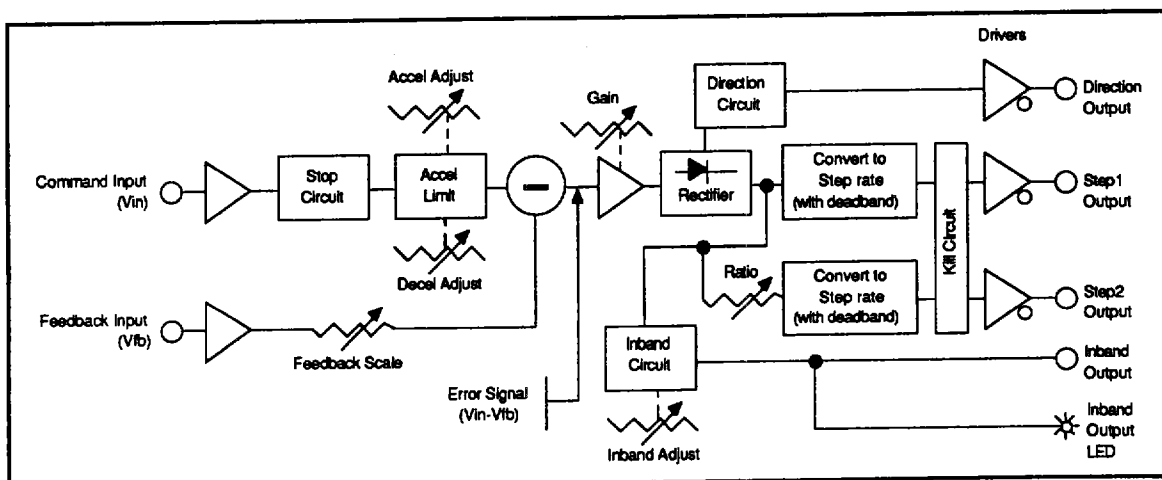 Drivers
Accel Adjust
Gain
Direction
Circuit
Direction
Output
Command Input
(Vin)
Stop
Circuit
Accel
Limit
Rectifier
Convert to
Step rate
(with deadband)
Kill Circuit
Step1
Output
Decel Adjust
Ratio
Convert to
Step rate
(with deadband)
Step2
Output
Feedback Input
(Vfb)
Feedback Scale
Inband
Circuit
Inband
Output
Error Signal
(Vin-Vfb)
Inband Adjust
Inband
Output
LED